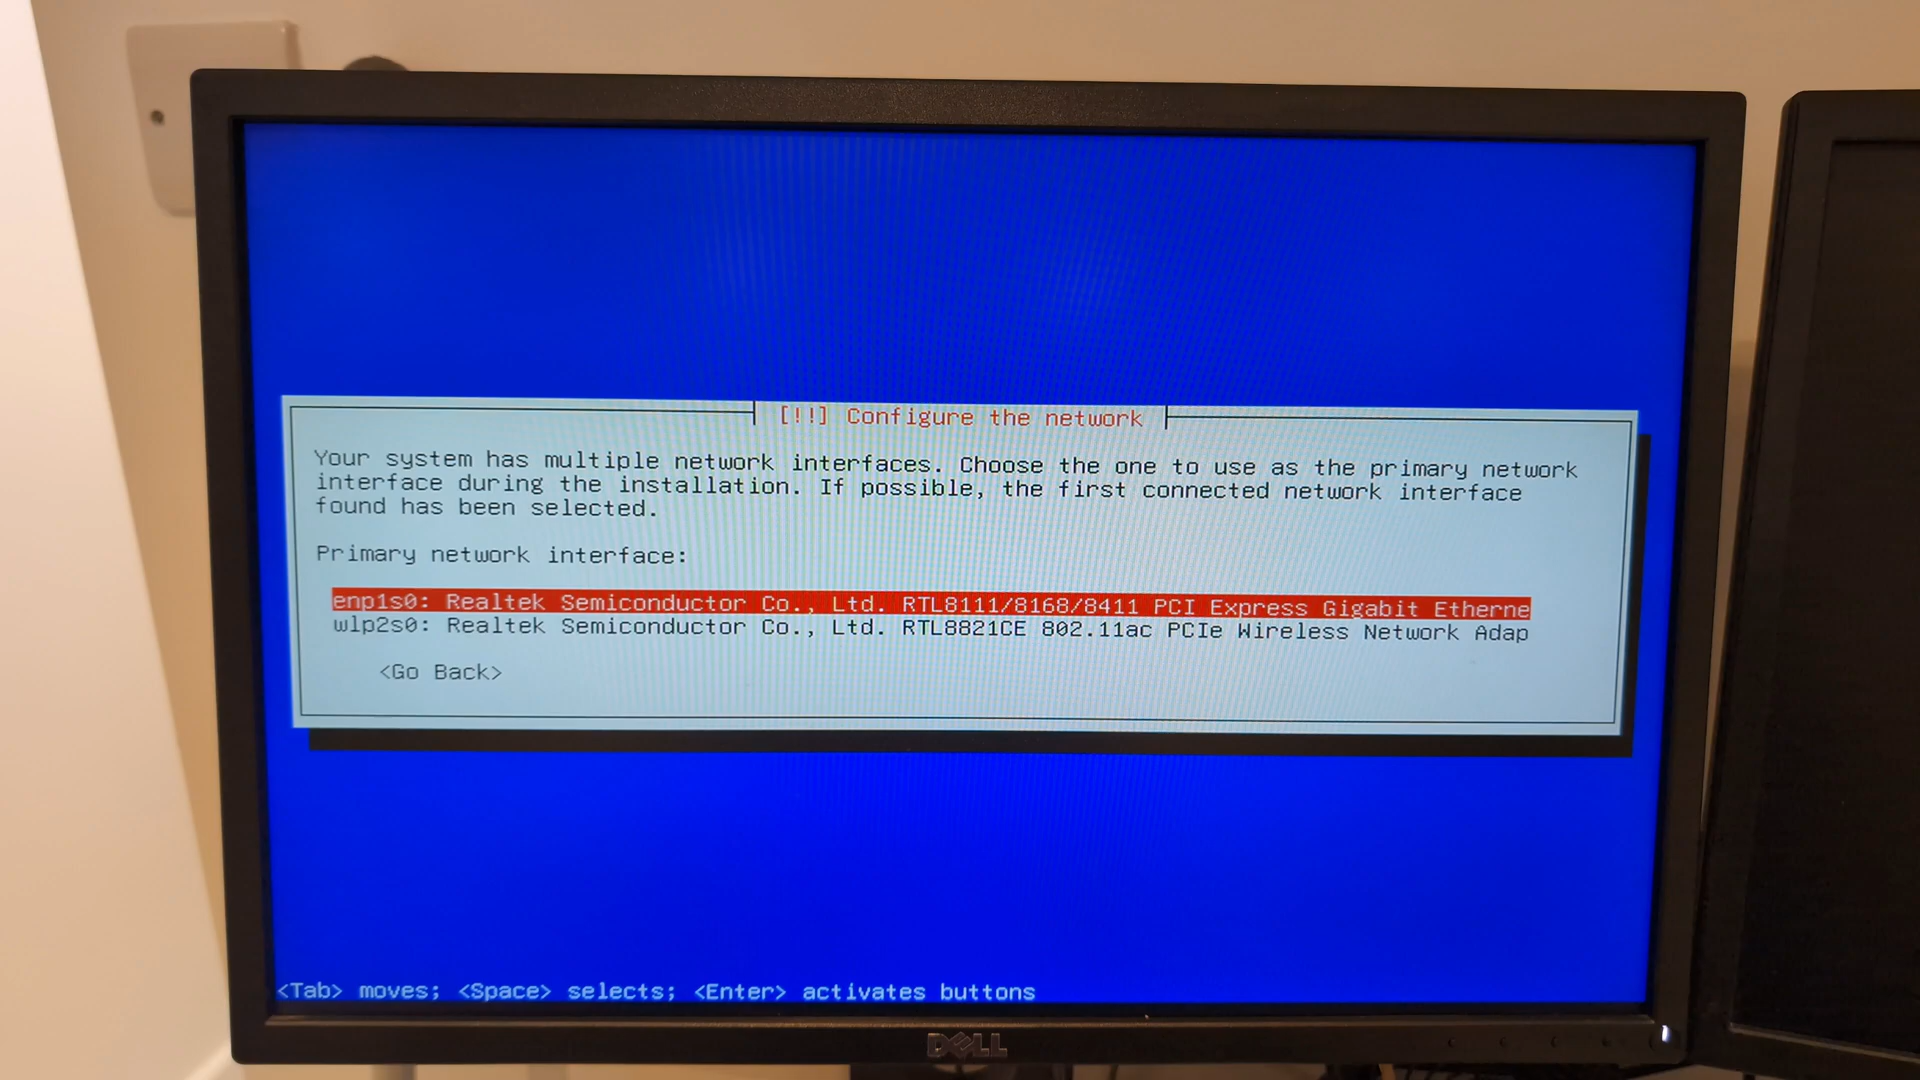 [!!] Configure the network
Your system has multiple network interfaces. Choose the one to use as the primary network
interface during the installation. If possible, the first connected network interface
found has been selected.
Primary network interface:
enp1s0: Realtek Semiconductor Co., Ltd. RTL8111/8168/8411 PCI Express Gigabit Etherne
wlp2s0: Realtek Semiconductor Co., Ltd. RTL8821CE 802.11ac PCIe Wireless Network Adap
<Go Back>
<Tab> moves; <Space> selects; <Enter> activates buttons
DELL